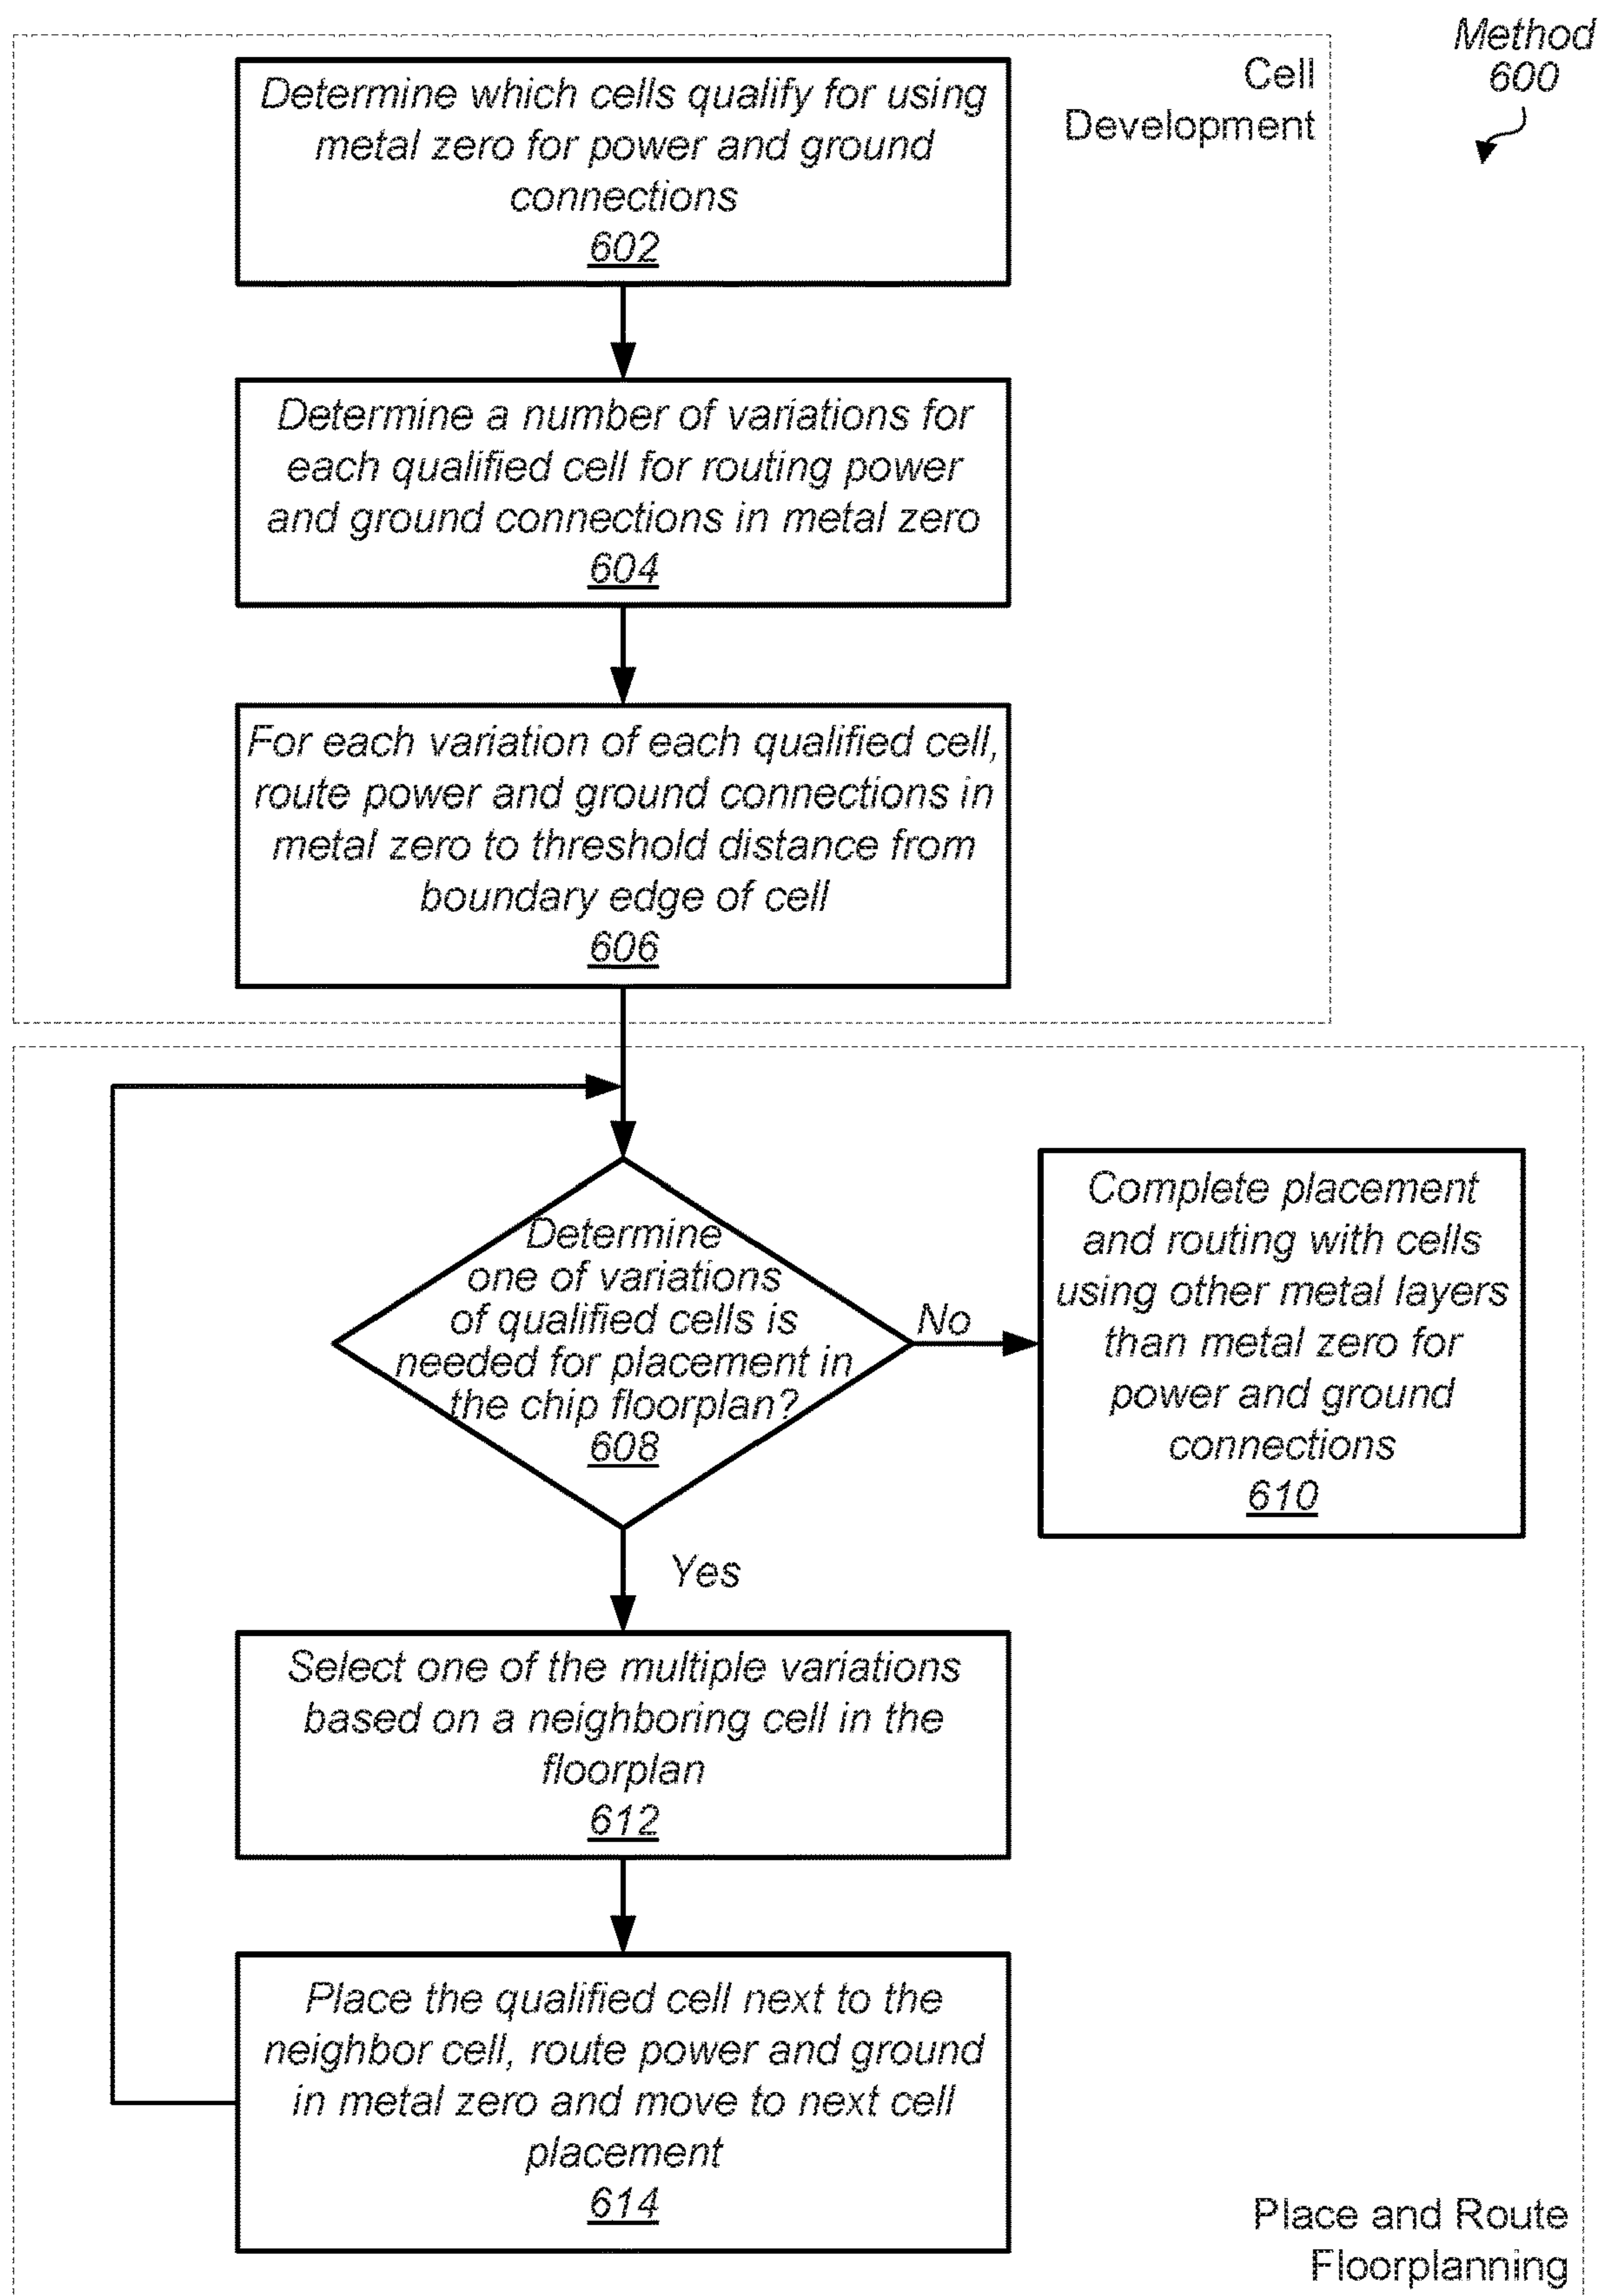 Method
600
Cell
Development
Determine which cells qualify for using
metal zero for power and ground
connections
602
Determine a number of variations for
each qualified cell for routing power
and ground connections in metal zero
604
For each variation of each qualified cell,
route power and ground connections in
metal zero to threshold distance from
boundary edge of cell
606
Determine
one of variations
of qualified cells is
needed for placement in
the chip floorplan?
608
No
Complete placement
and routing with cells
using other metal layers
than metal zero for
power and ground
connections
610
Yes
Select one of the multiple variations
based on a neighboring cell in the
floorplan
612
Place the qualified cell next to the
neighbor cell, route power and ground
in metal zero and move to next cell
placement
614
Place and Route
Floorplanning